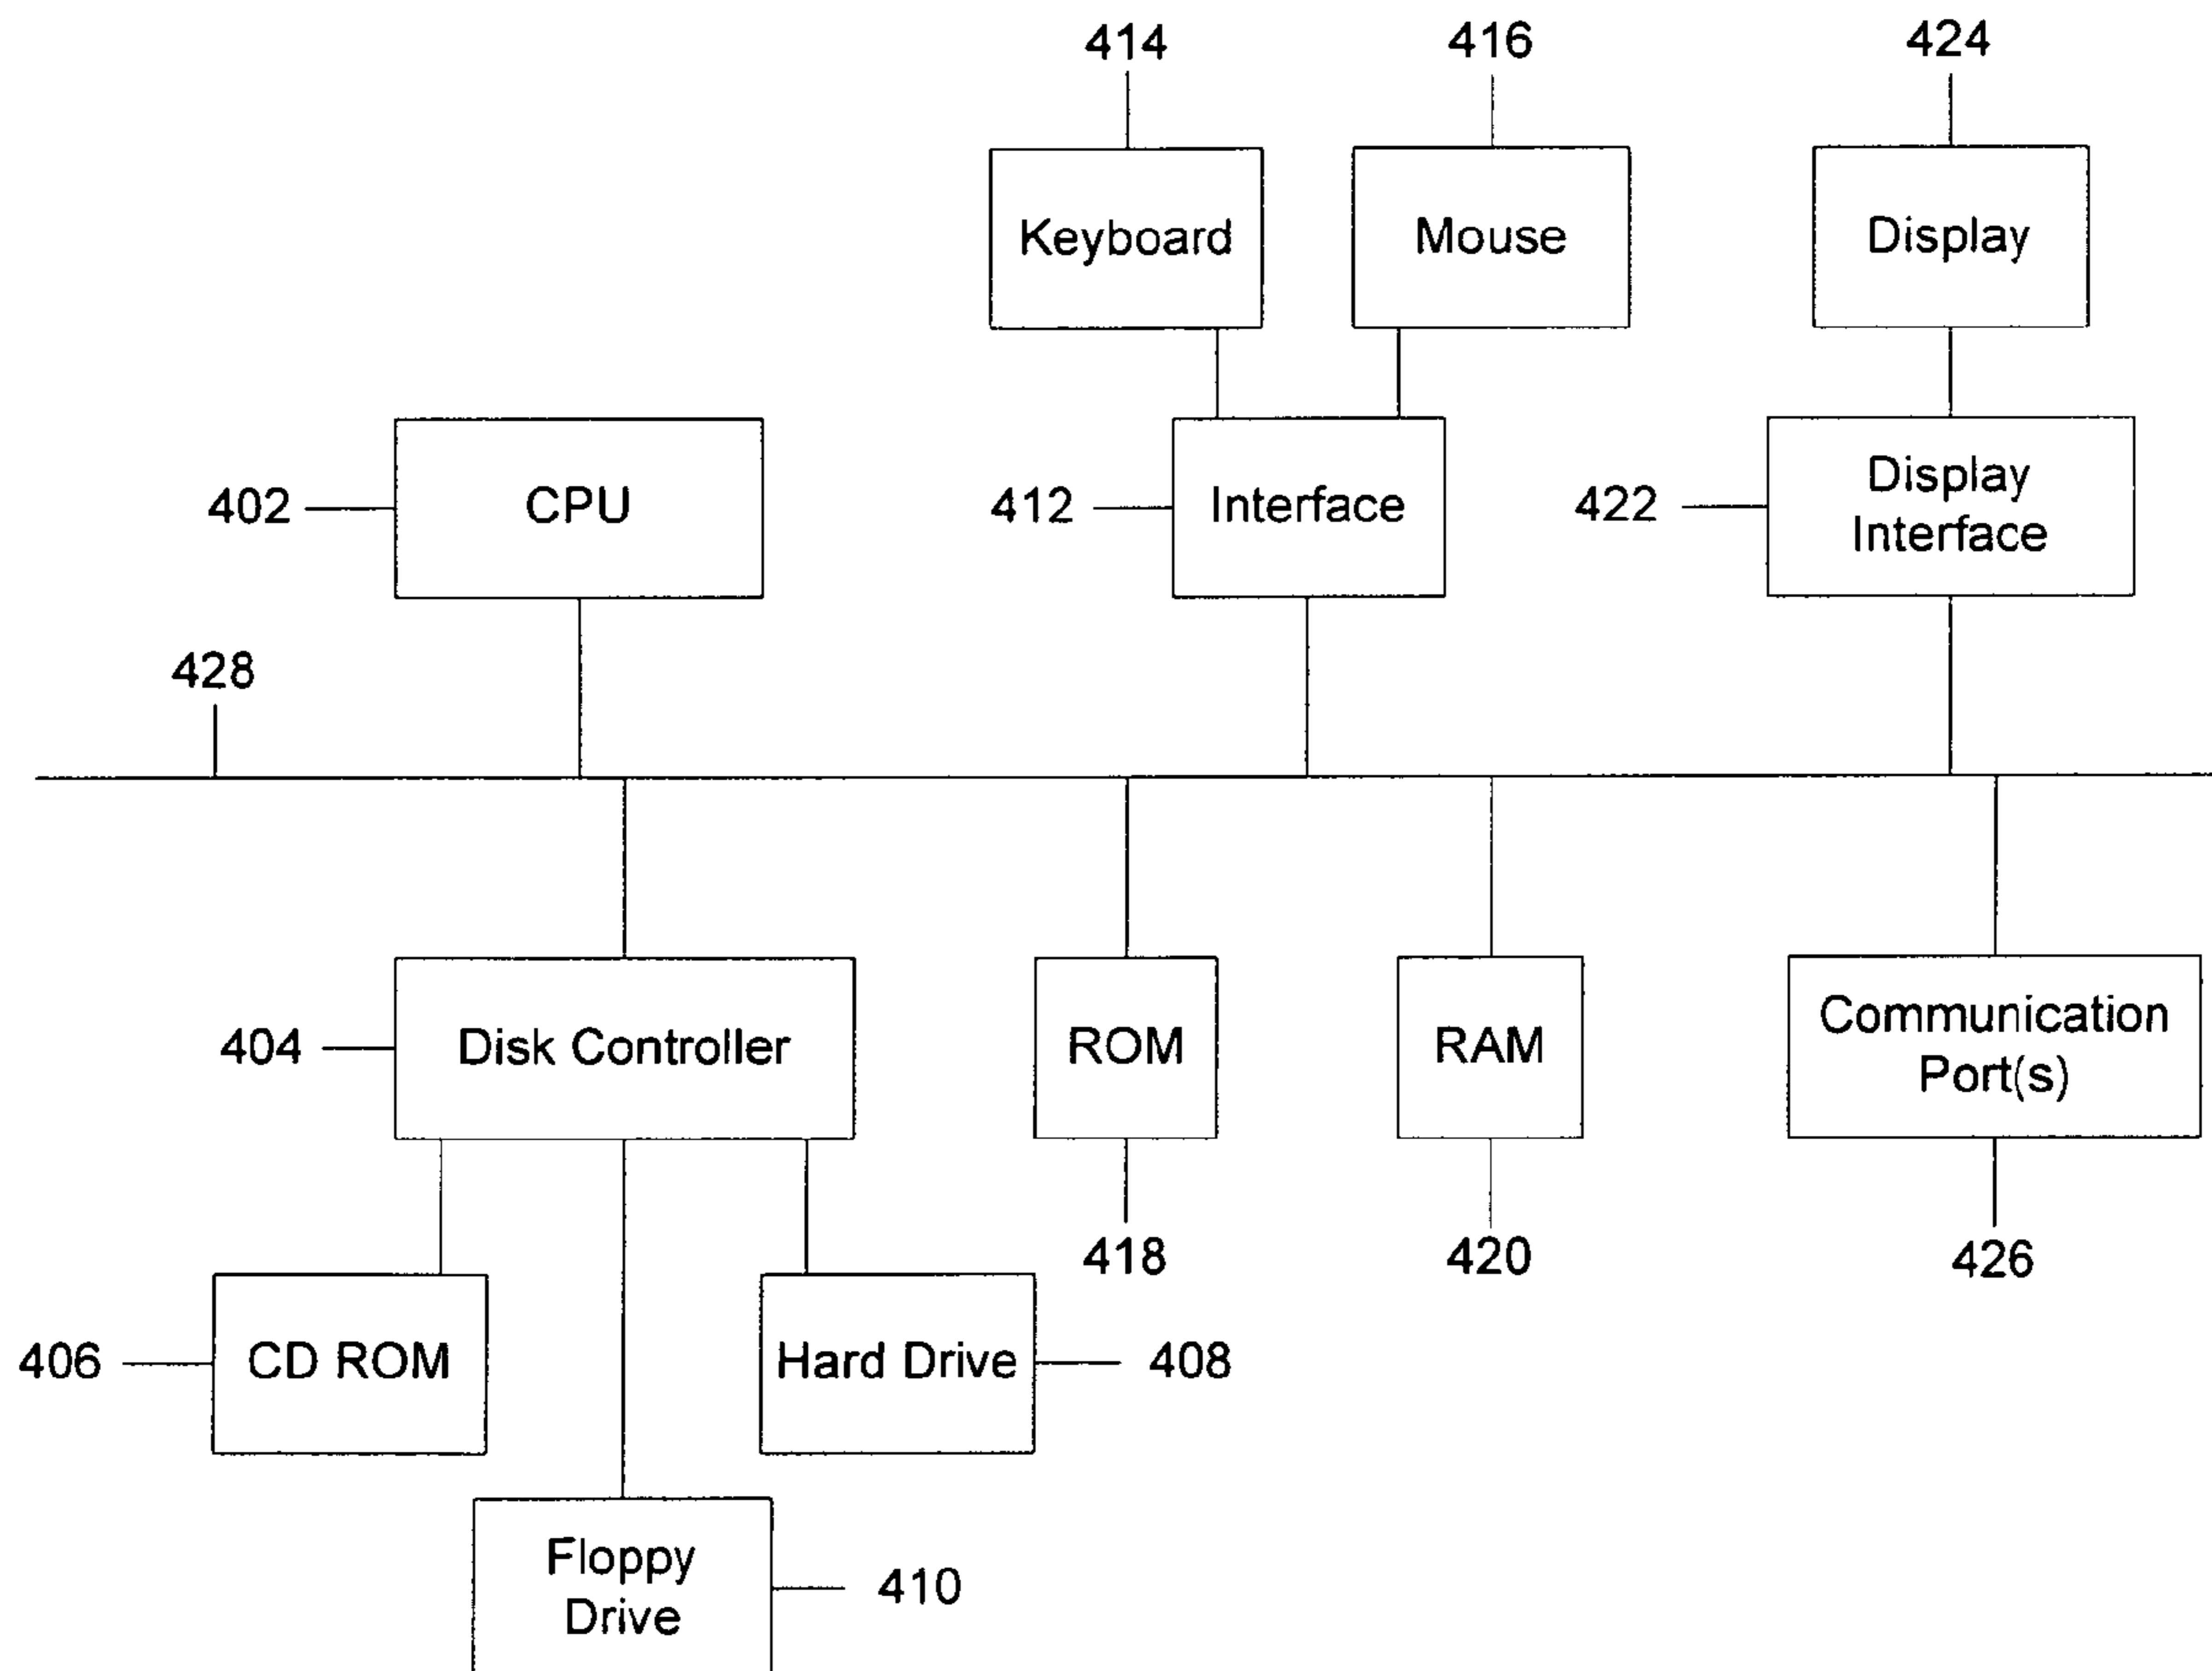 414
416
424
Keyboard
Mouse
Display
402
CPU
412
Interface
422
Display
Interface
428
404
Disk Controller
ROM
RAM
Communication
Port(s)
418
420
426
406
CD ROM
Hard Drive
408
Floppy
Drive
410